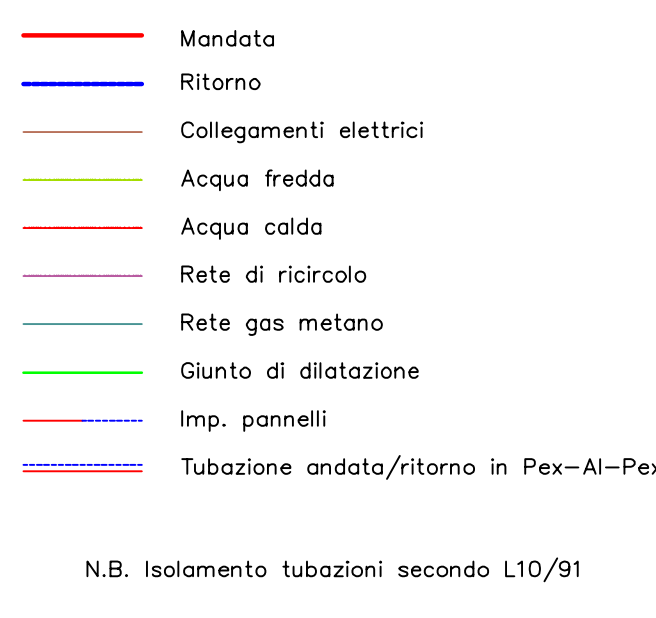 Mandata
Ritorno
Collegamenti elettrici
Acqua fredda
Acqua calda
Rete di ricircolo
Rete gas metano
Giunto di dilatazione
Imp. pannelli
Tubazione andata/ritorno in Pex-Al-Pex
N.B. Isolamento tubazioni secondo L10/91